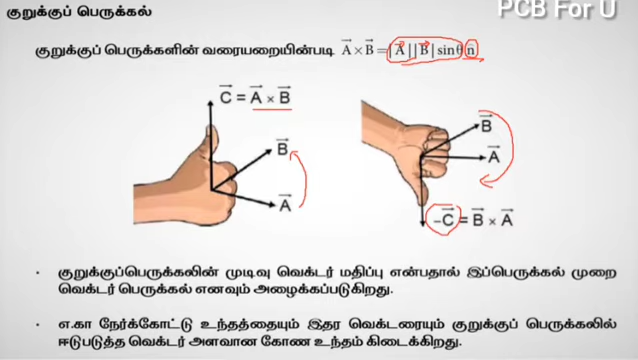 PCB For U
குறுக்குப் பெருக்கல்
குறுக்குப் பெருக்களின் வரையறையின்படி A⃗ × B⃗ = |A⃗||B⃗| sinθ n̂
C⃗ = A⃗ × B⃗
B⃗
A⃗
B⃗
A⃗
−C⃗ = B⃗ × A⃗
• குறுக்குப்பெருக்கலின் முடிவு வெக்டர் மதிப்பு என்பதால் இப்பெருக்கல் முறை
வெக்டர் பெருக்கல் எனவும் அழைக்கப்படுகிறது.
• எ.கா நேர்க்கோட்டு உந்தத்தையும் இதர வெக்டரையும் குறுக்குப் பெருக்கலில்
ஈடுபடுத்த வெக்டர் அளவான கோண உந்தம் கிடைக்கிறது.